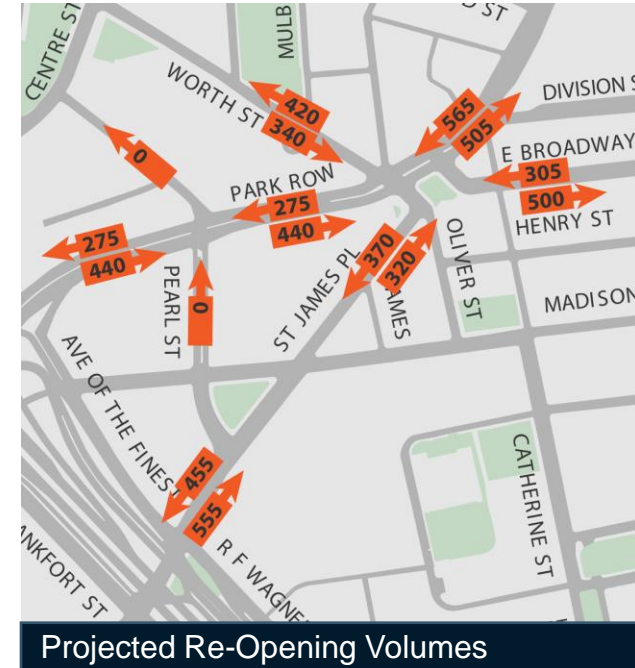 CENTRE ST
MULB
D ST
WORTH ST
420
340
565
505
DIVISION S
E BROADWAY
0
PARK ROW
275
440
305
500
HENRY ST
275
440
PEARL ST
0
ST JAMES PL
370
320
JAMES
OLIVER ST
MADISON
AVE OF THE FINEST
455
555
CATHERINE ST
ANKFORT ST
R F WAGNE
Projected Re-Opening Volumes